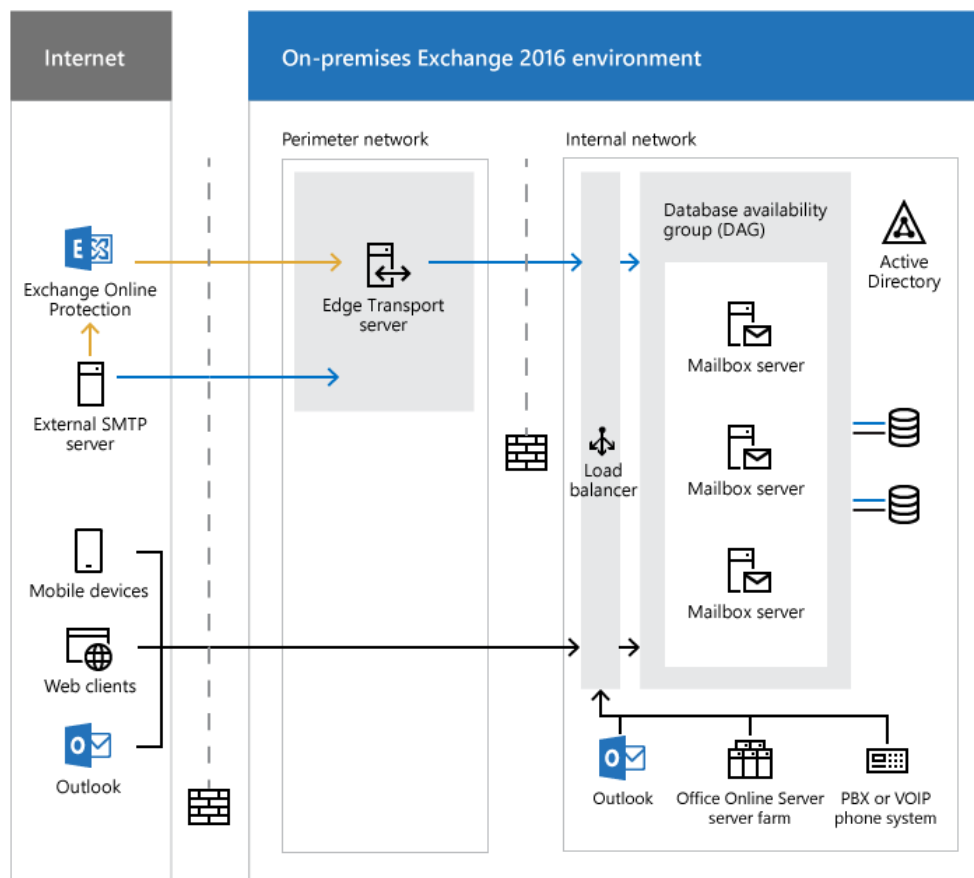 Internet
On-premises Exchange 2016 environment
Perimeter network
Internal network
Database availability
group (DAG)
Active
Directory
E
Exchange Online
Protection
Edge Transport
server
Mailbox server
External SMTP
server
Load
balancer
Mailbox server
Mobile devices
Mailbox server
Web clients
O
Outlook
O
Outlook
Office Online Server
server farm
PBX or VOIP
phone system